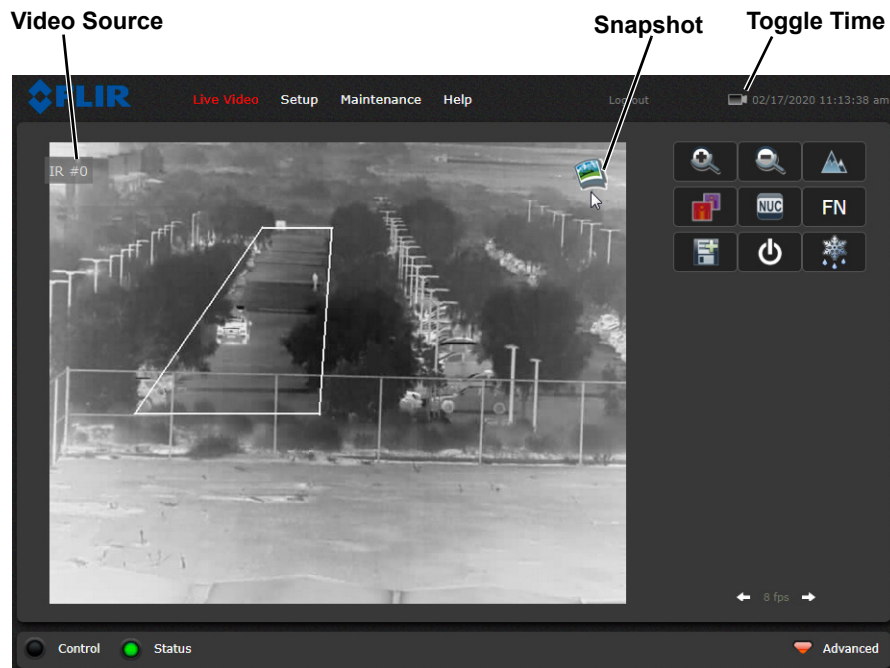 Video Source
Snapshot
Toggle Time
FLIR
Live Video Setup Maintenance Help Logout 02/17/2020 11:13:38 am
IR #0
NUC
FN
8 fps
Control Status Advanced